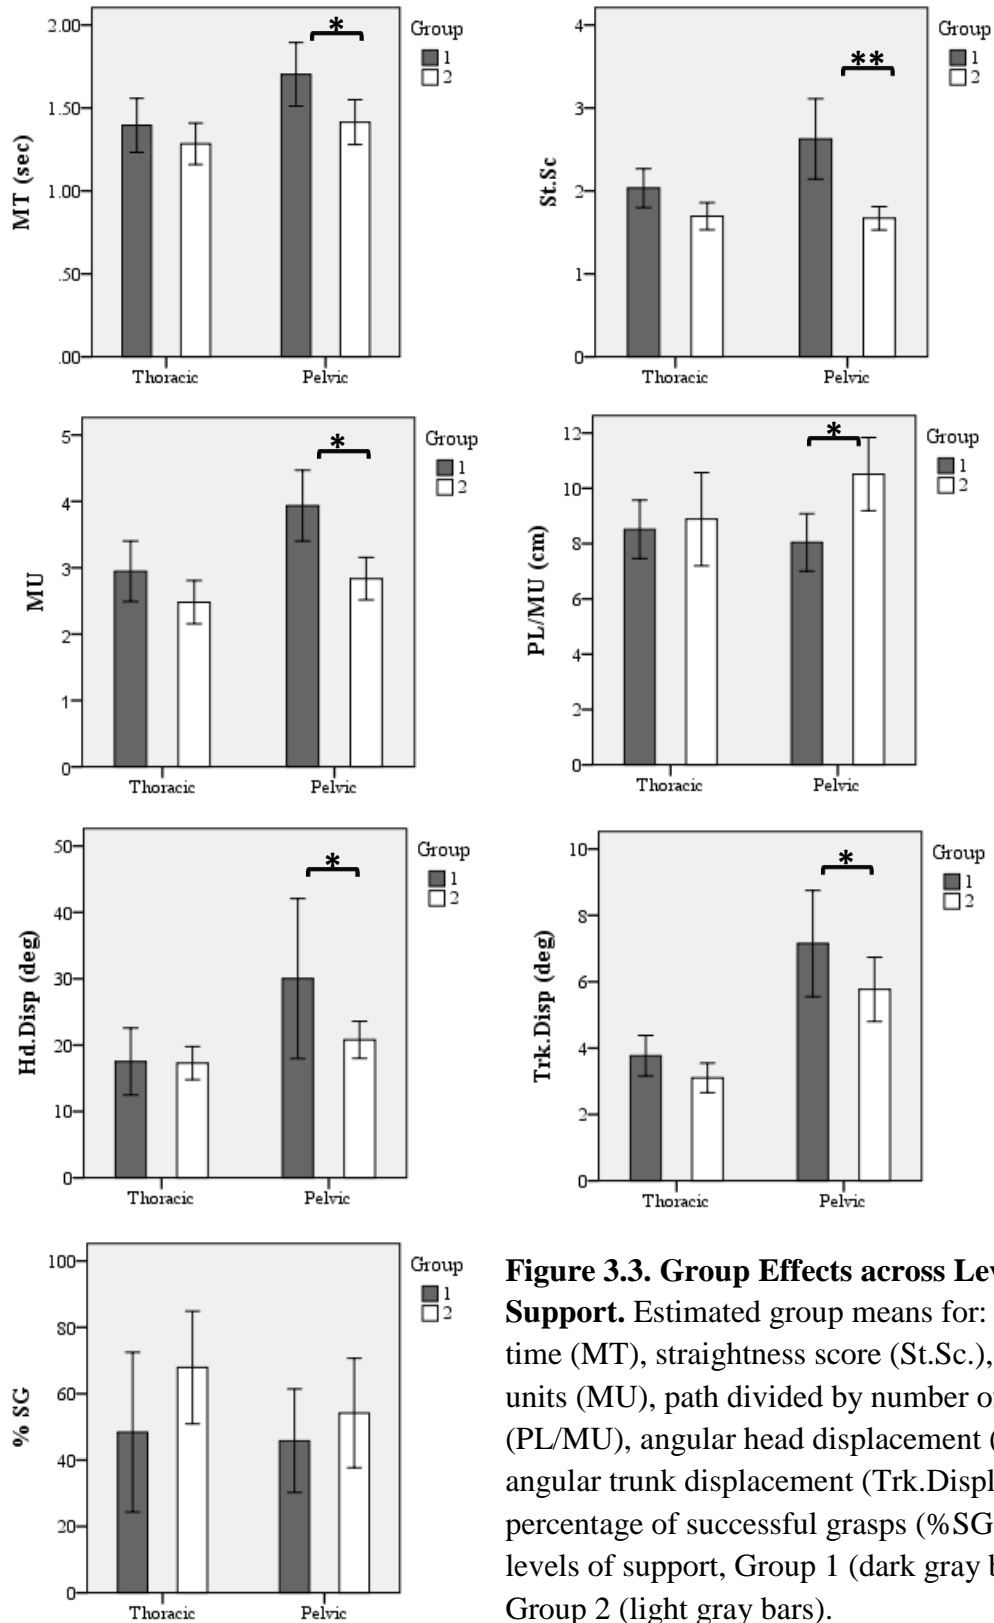 2.00
1.50
1.00
.50
.00
MT (sec)
*
Thoracic
Pelvic
Group
1
2
4
3
2
1
0
St.Sc
**
Thoracic
Pelvic
Group
1
2
5
4
3
2
1
0
MU
*
Thoracic
Pelvic
Group
1
2
12
10
8
6
4
2
0
PL/MU (cm)
*
Thoracic
Pelvic
Group
1
2
50
40
30
20
10
0
Hd.Disp (deg)
*
Thoracic
Pelvic
Group
1
2
10
8
6
4
2
0
Trk.Disp (deg)
*
Thoracic
Pelvic
Group
1
2
100
80
60
40
20
0
% SG
Thoracic
Pelvic
Group
1
2
Figure 3.3. Group Effects across Lev
Support. Estimated group means for:
time (MT), straightness score (St.Sc.),
units (MU), path divided by number o
(PL/MU), angular head displacement (
angular trunk displacement (Trk.Displ
percentage of successful grasps (%SG
levels of support, Group 1 (dark gray b
Group 2 (light gray bars).